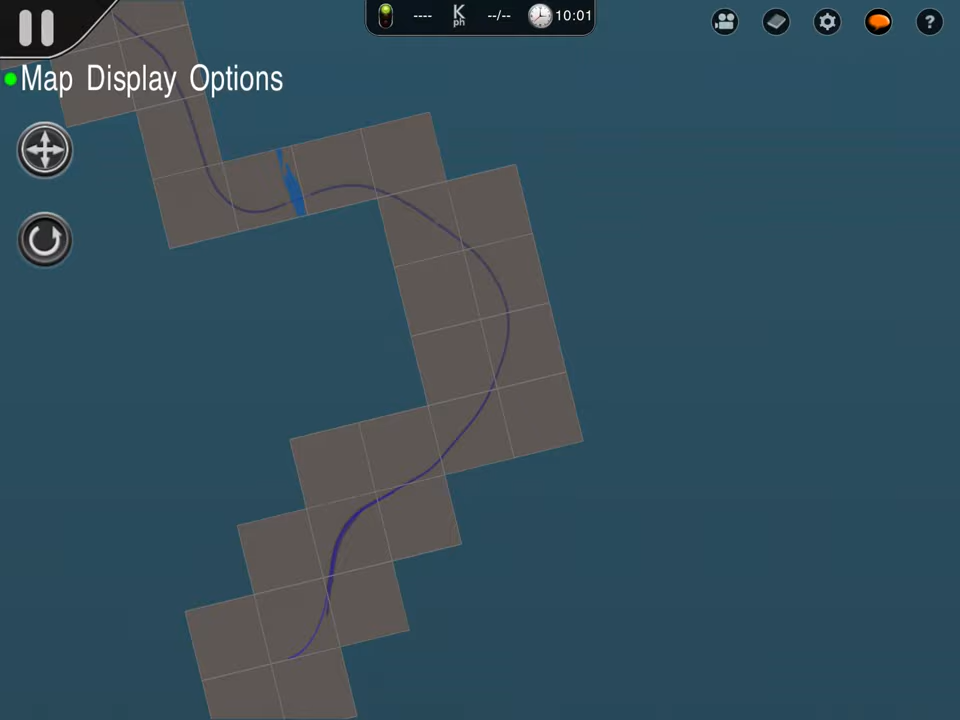 ---- K ph --/-- 10:01
?
Map Display Options